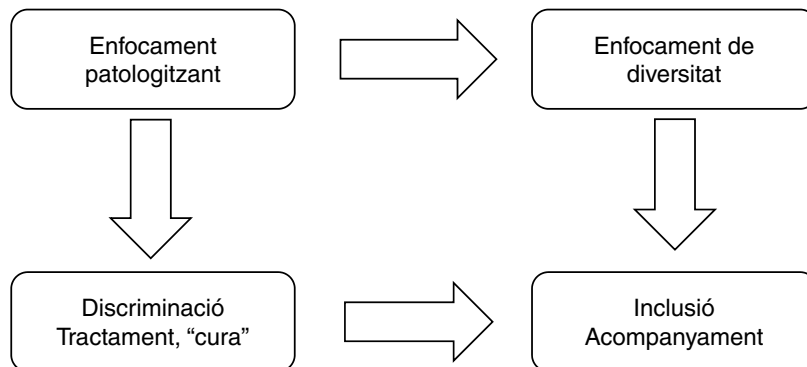 Enfocament
patologitzant
Enfocament de
diversitat
Discriminació
Tractament, “cura”
Inclusió
Acompanyament